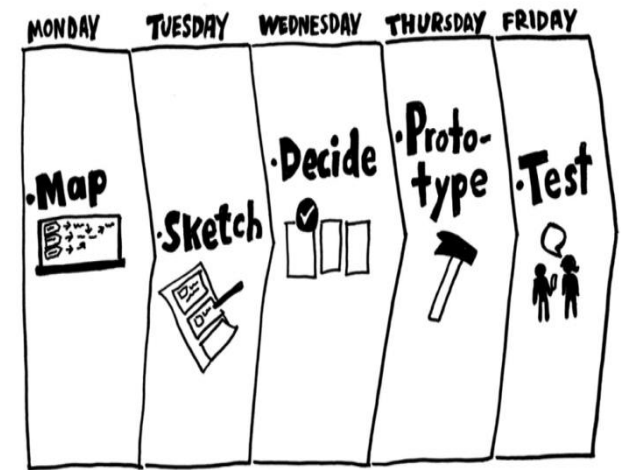 MONDAY
TUESDAY
WEDNESDAY
THURSDAY
FRIDAY
·Map
·Sketch
·Decide
·Proto-
type
·Test